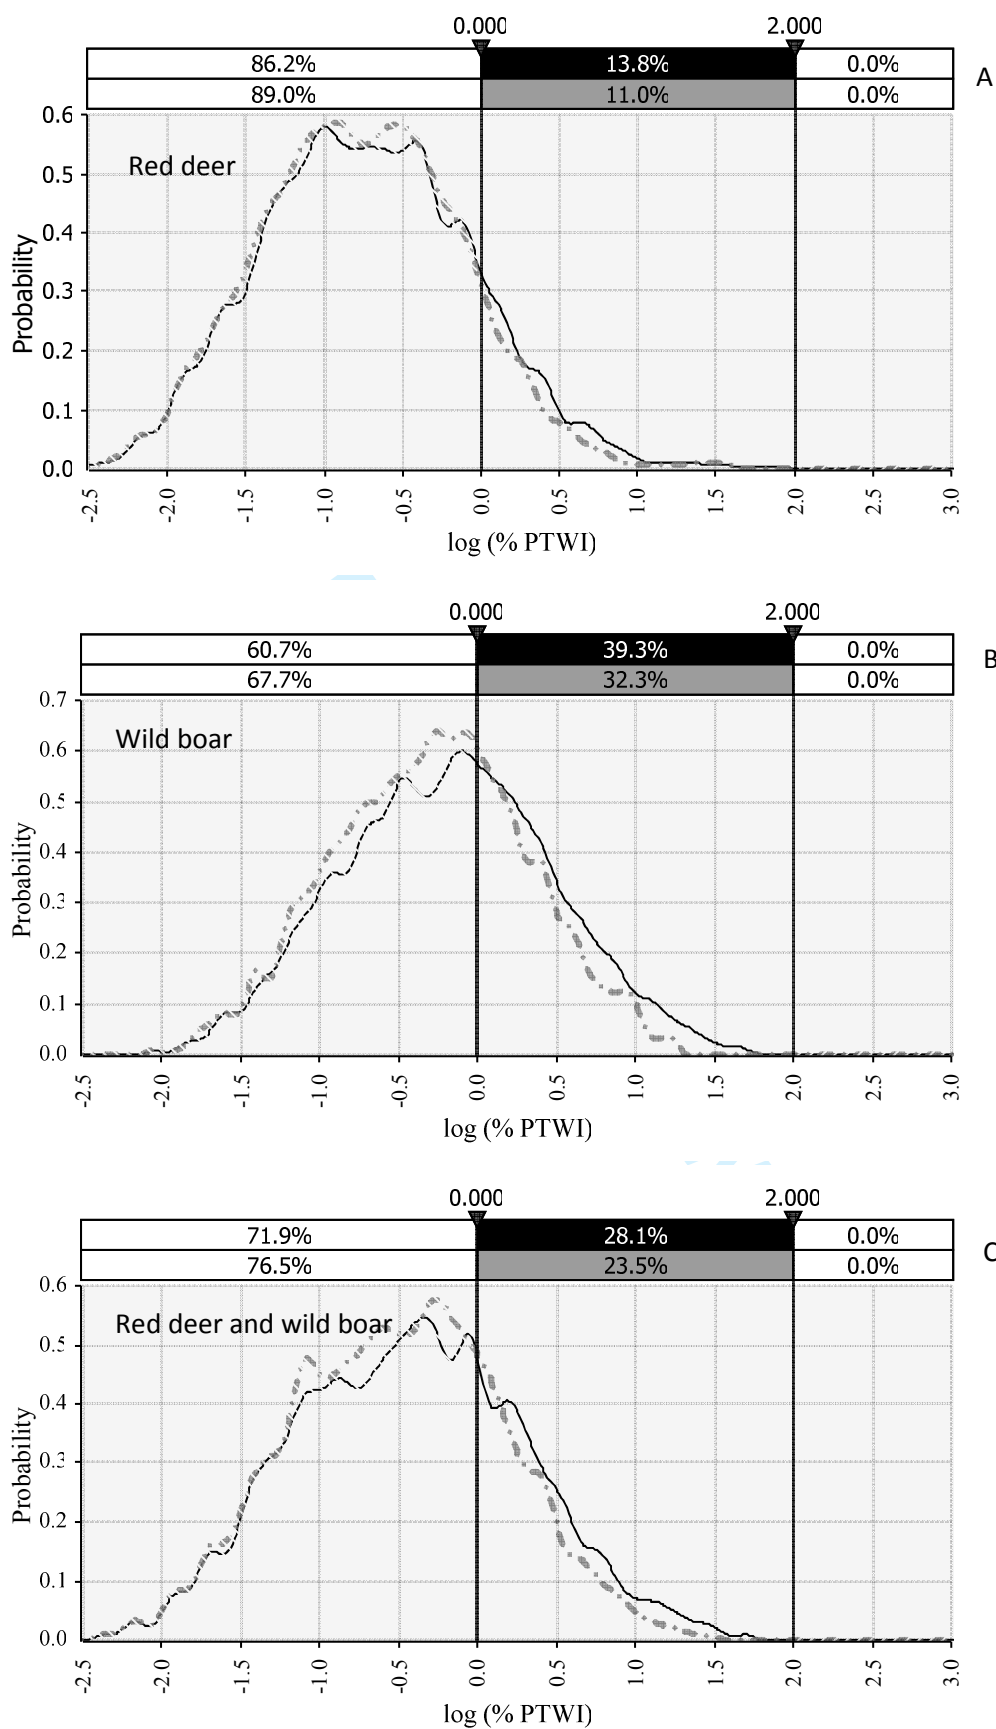 0.000 2.000
86.2% 13.8% 0.0% A
89.0% 11.0% 0.0%
0.6
Red deer
0.5
0.4
0.3
0.2
0.1
0.0
Probability
-2.5 -2.0 -1.5 -1.0 -0.5 0.0 0.5 1.0 1.5 2.0 2.5 3.0
log (% PTWI)
0.000 2.000
60.7% 39.3% 0.0% B
67.7% 32.3% 0.0%
0.7
Wild boar
0.6
0.5
0.4
0.3
0.2
0.1
0.0
Probability
-2.5 -2.0 -1.5 -1.0 -0.5 0.0 0.5 1.0 1.5 2.0 2.5 3.0
log (% PTWI)
0.000 2.000
71.9% 28.1% 0.0% C
76.5% 23.5% 0.0%
0.6
Red deer and wild boar
0.5
0.4
0.3
0.2
0.1
0.0
Probability
-2.5 -2.0 -1.5 -1.0 -0.5 0.0 0.5 1.0 1.5 2.0 2.5 3.0
log (% PTWI)